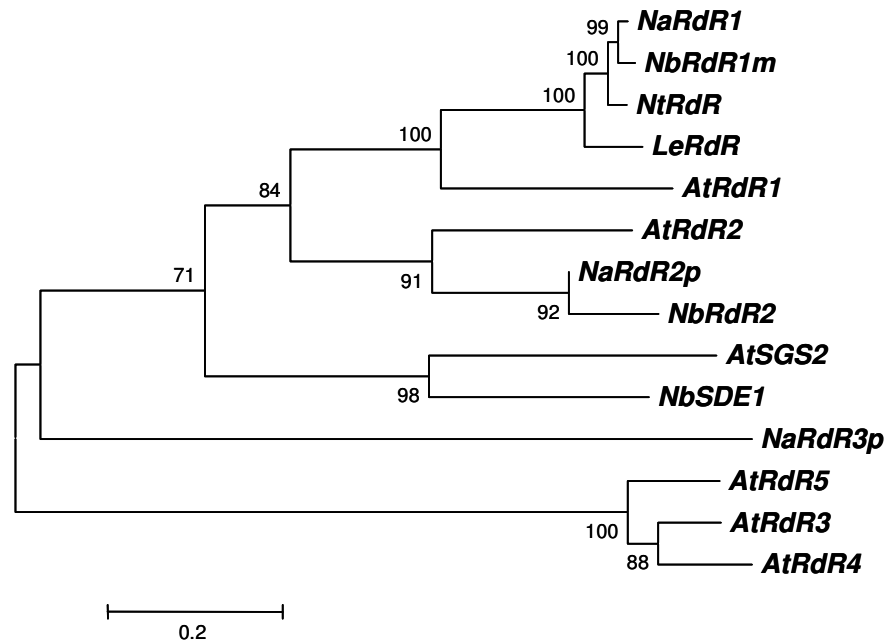 NaRdR1
99
NbRdR1m
100
NtRdR
100
LeRdR
100
AtRdR1
84
AtRdR2
NaRdR2p
71
91
92
NbRdR2
AtSGS2
98
NbSDE1
NaRdR3p
AtRdR5
AtRdR3
100
88
AtRdR4
0.2